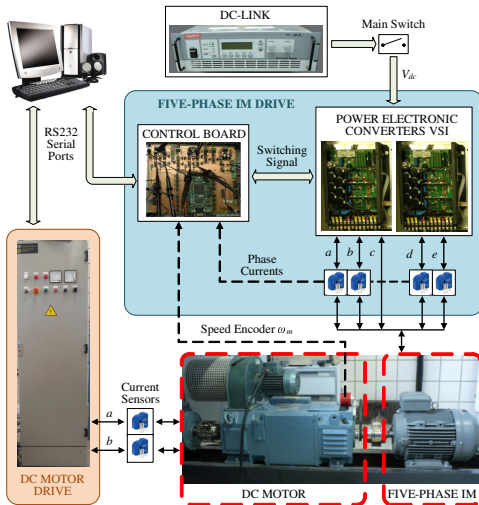 DC-LINK
Main Switch
V_dc
RS232
Serial
Ports
FIVE-PHASE IM DRIVE
CONTROL BOARD
Switching
Signal
POWER ELECTRONIC
CONVERTERS VSI
a b c d e
Phase
Currents
Speed Encoder ω_m
Current
Sensors
a
b
DC MOTOR
DRIVE
DC MOTOR
FIVE-PHASE IM